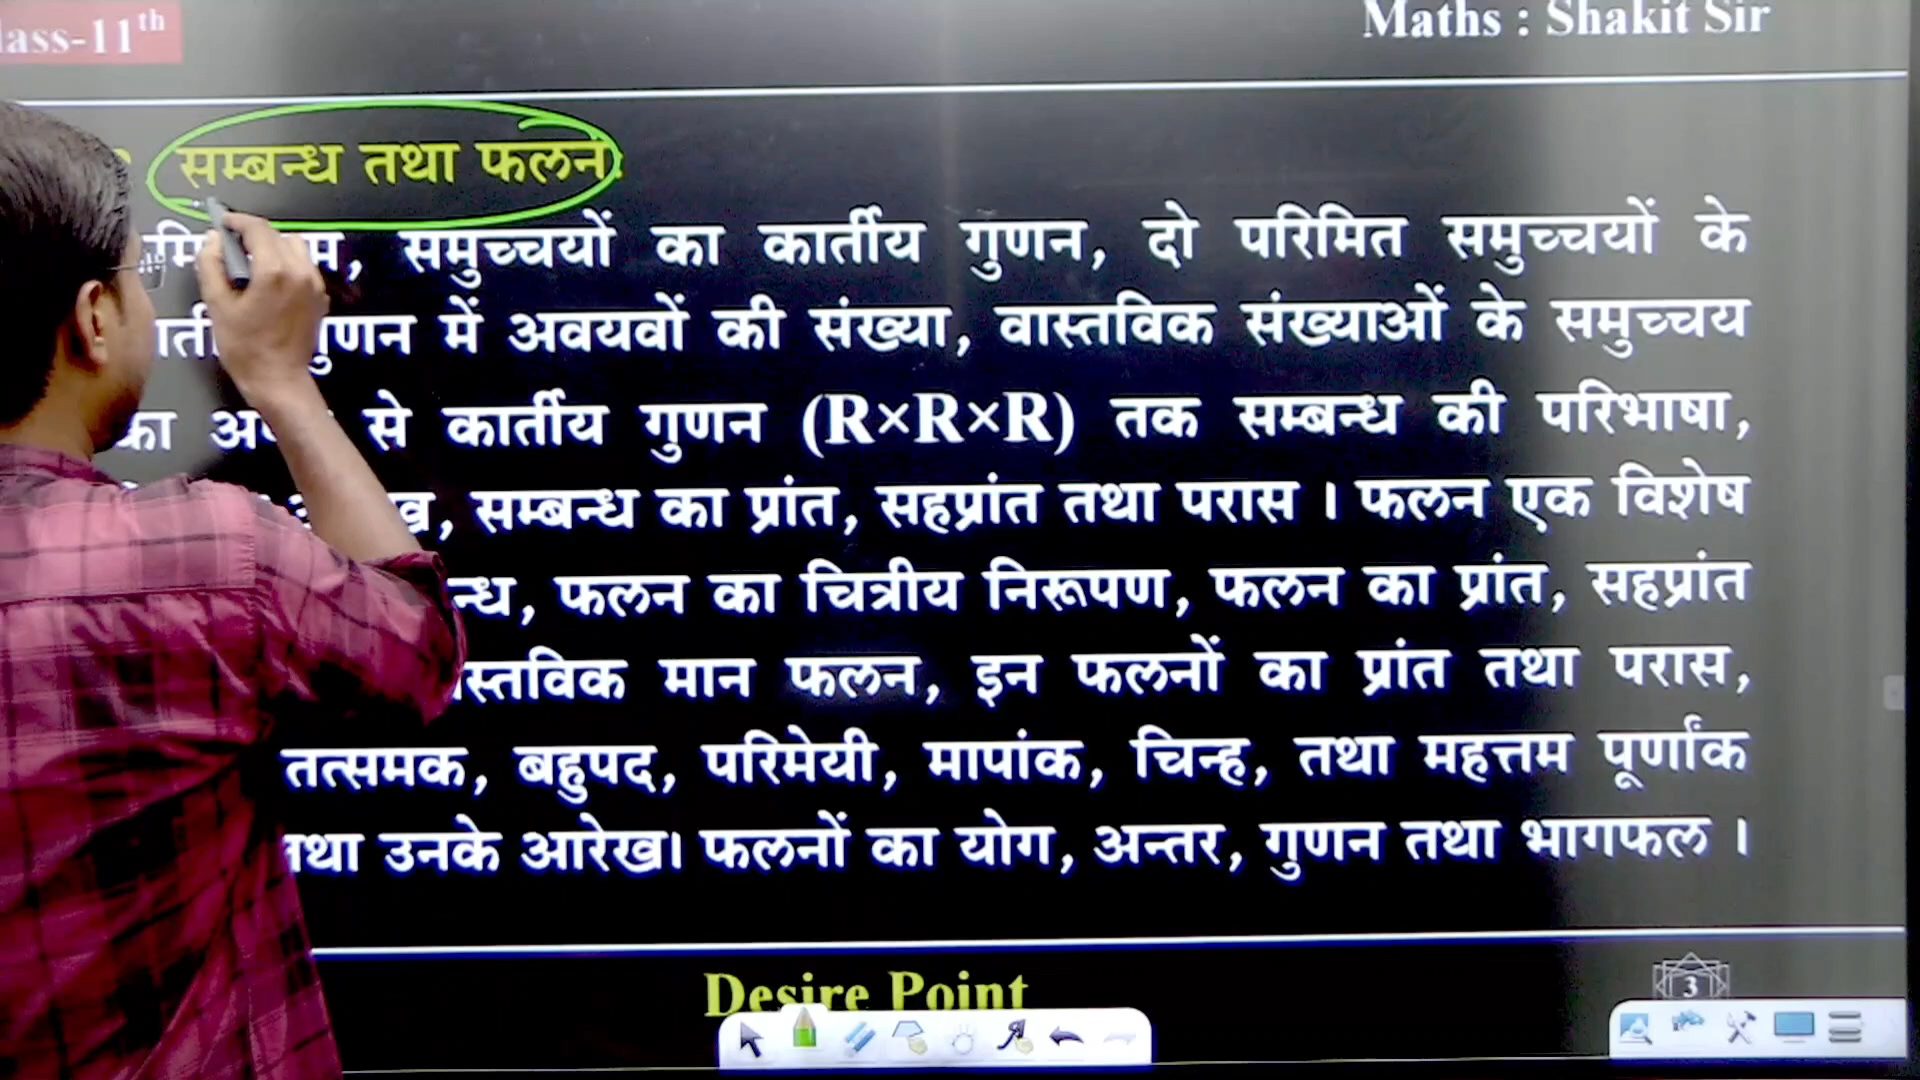 Class-11th
Maths : Shakit Sir
सम्बन्ध तथा फलन:
समुच्चयों का कार्तीय गुणन, दो परिमित समुच्चयों के
गुणन में अवयवों की संख्या, वास्तविक संख्याओं के समुच्चय
का से कार्तीय गुणन (R×R×R) तक सम्बन्ध की परिभाषा,
सम्बन्ध का प्रांत, सहप्रांत तथा परास । फलन एक विशेष
फलन का चित्रीय निरूपण, फलन का प्रांत, सहप्रांत
वास्तविक मान फलन, इन फलनों का प्रांत तथा परास,
तत्समक, बहुपद, परिमेयी, मापांक, चिन्ह, तथा महत्तम पूर्णांक
तथा उनके आरेख। फलनों का योग, अन्तर, गुणन तथा भागफल ।
Desire Point
3